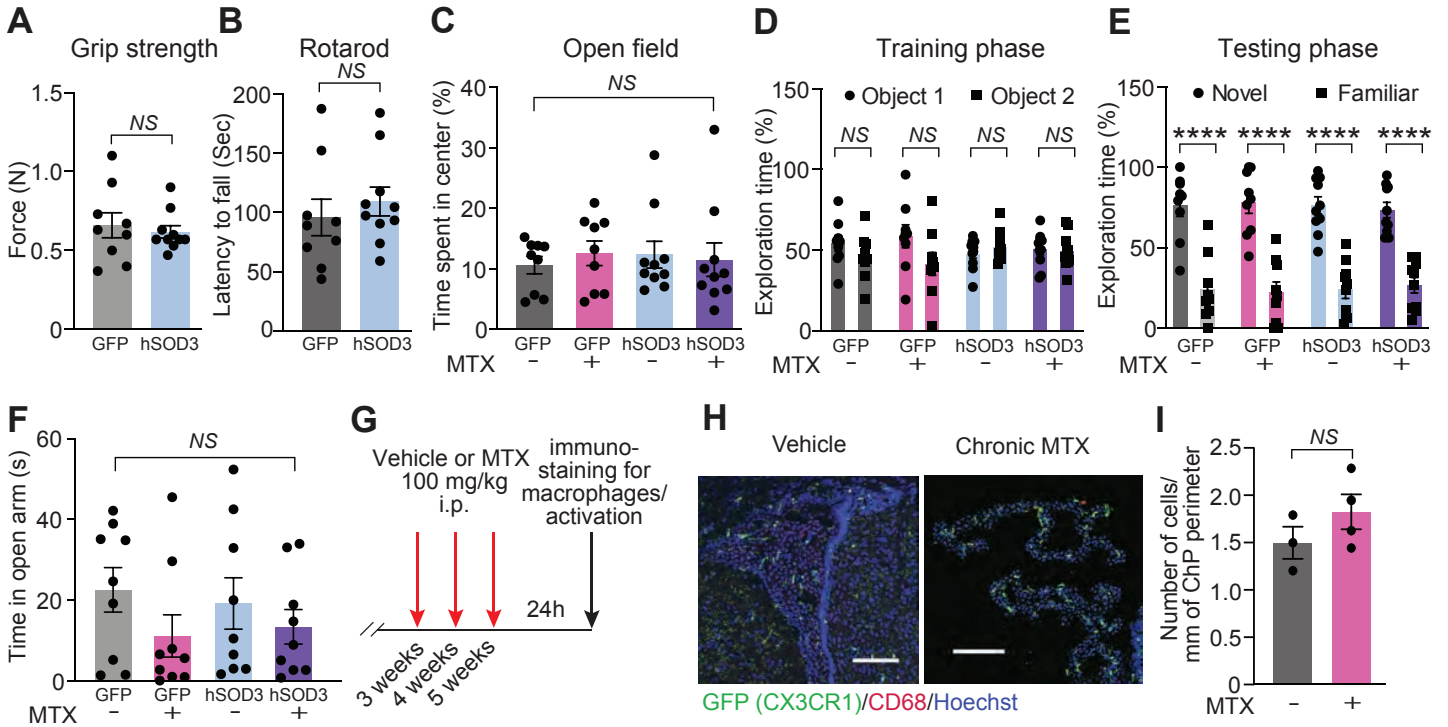 A
Grip strength
NS
Force (N)
1.5
1.0
0.5
0.0
GFP hSOD3
B
Rotarod
NS
Latency to fall (Sec)
200
150
100
50
0
GFP hSOD3
C
Open field
NS
Time spent in center (%)
40
30
20
10
0
GFP GFP hSOD3 hSOD3
MTX - + - +
D
Training phase
Object 1 Object 2
NS NS NS NS
Exploration time (%)
150
100
50
0
GFP GFP hSOD3 hSOD3
MTX - + - +
E
Testing phase
Novel Familiar
**** **** **** ****
Exploration time (%)
150
100
50
0
GFP GFP hSOD3 hSOD3
MTX - + - +
F
NS
Time in open arm (s)
60
40
20
0
GFP GFP hSOD3 hSOD3
MTX - + - +
G
Vehicle or MTX
100 mg/kg
i.p.
immuno-
staining for
macrophages/
activation
24h
3 weeks
4 weeks
5 weeks
H
Vehicle Chronic MTX
GFP (CX3CR1)/CD68/Hoechst
I
NS
Number of cells/
mm of ChP perimeter
2.5
2.0
1.5
1.0
0.5
0.0
MTX - +